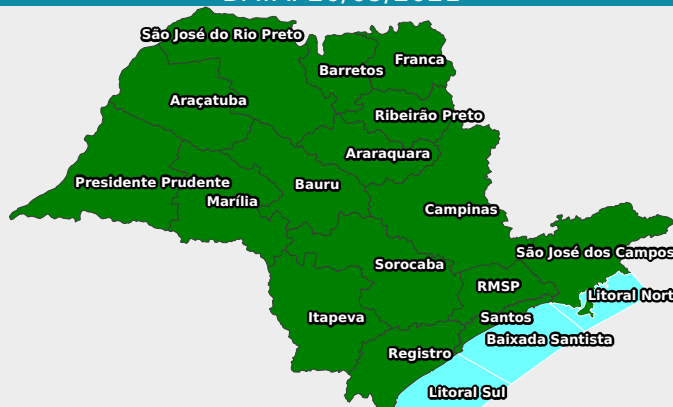 São José do Rio Preto
Franca
Barretos
Araçatuba
Ribeirão Preto
Araraquara
Presidente Prudente
Bauru
Marília
Campinas
São José dos Campos
Sorocaba
RMSP
Litoral Nort
Itapeva
Santos
Baixada Santista
Registro
Litoral Sul